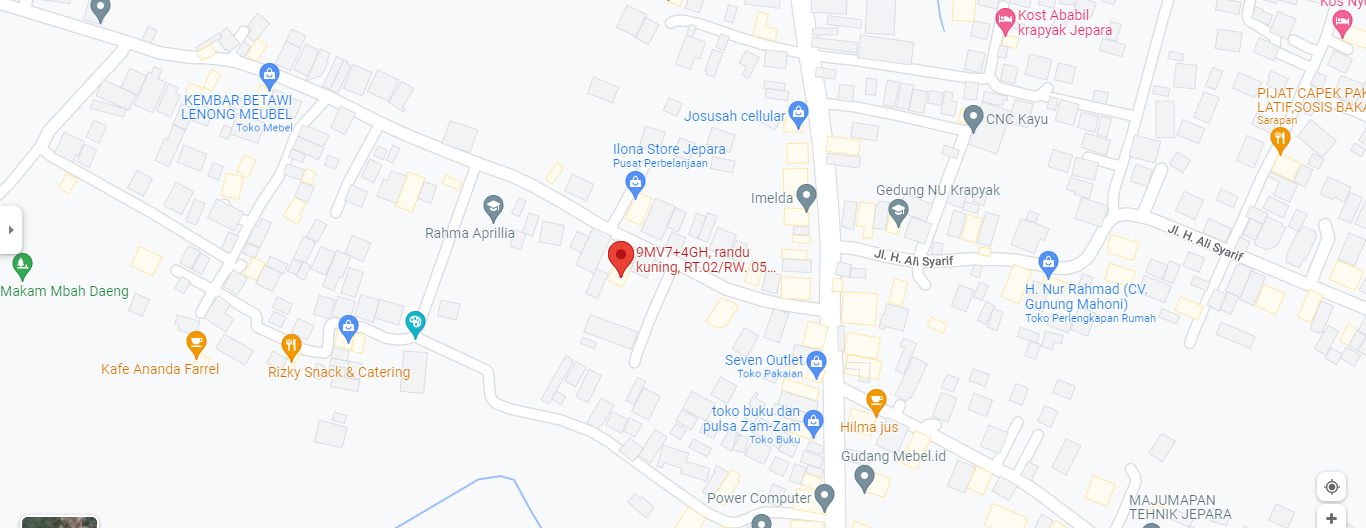 Kos Nyo
Kost Ababil
krapyak Jepara
KEMBAR BETAWI
LENONG MEUBEL
Toko Mebel
Josusah cellular
PIJAT CAPEK PAK
LATIF,SOSIS BAKA
Sarapan
CNC Kayu
Ilona Store Jepara
Pusat Perbelanjaan
Imelda
Gedung NU Krapyak
Rahma Aprillia
9MV7+4GH, randu
kuning, RT.02/RW. 05...
Jl. H. Ali Syarif
Jl. H. Ali Syarif
Makam Mbah Daeng
H. Nur Rahmad (CV.
Gunung Mahoni)
Toko Perlengkapan Rumah
Kafe Ananda Farrel
Rizky Snack & Catering
Seven Outlet
Toko Pakaian
toko buku dan
pulsa Zam-Zam
Toko Buku
Hilma jus
Gudang Mebel.id
Power Computer
MAJUMAPAN
TEHNIK JEPARA